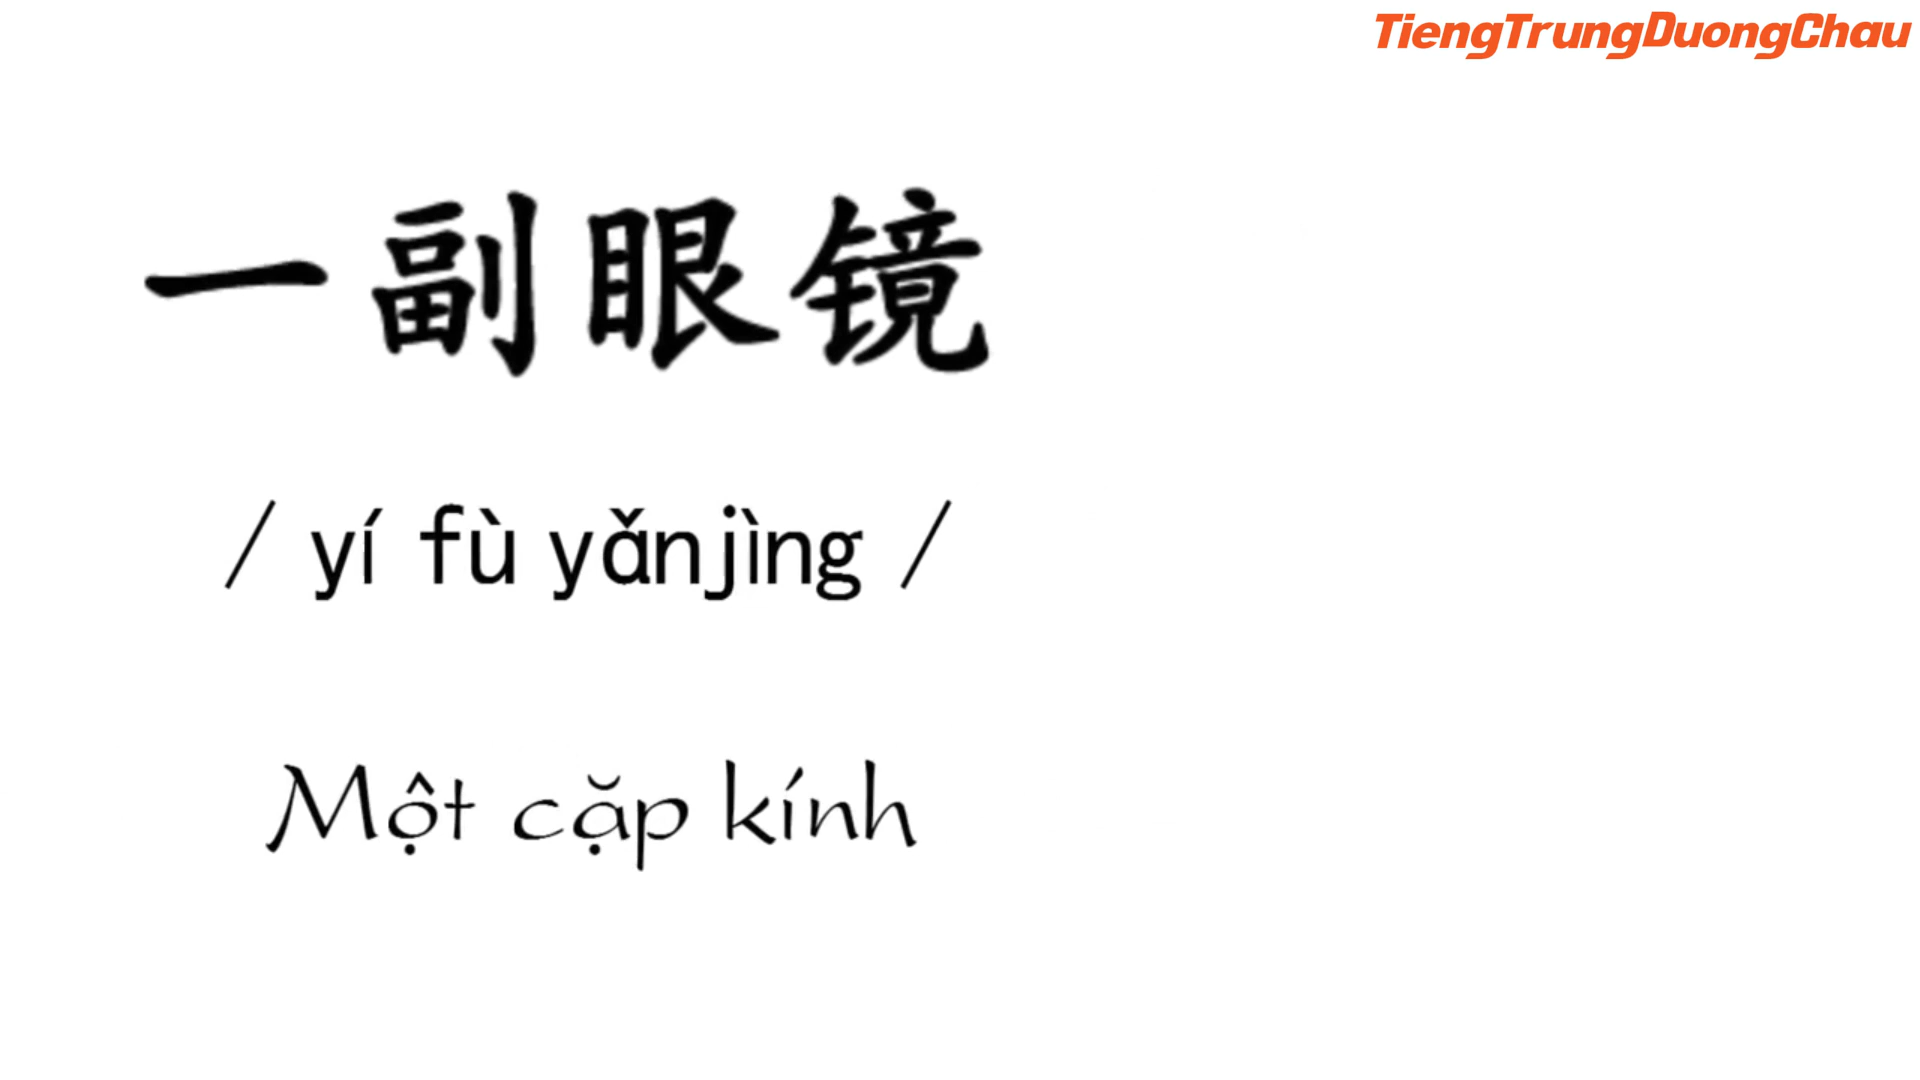 TiengTrungDuongChau
一副眼镜
/ yí fù yǎnjìng /
Một cặp kính